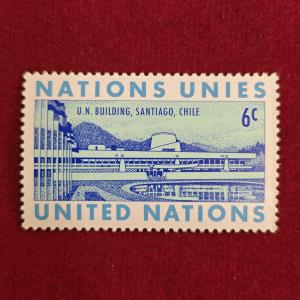 NATIONS UNIES
U.N. BUILDING, SANTIAGO, CHILE
6c
UNITED NATIONS